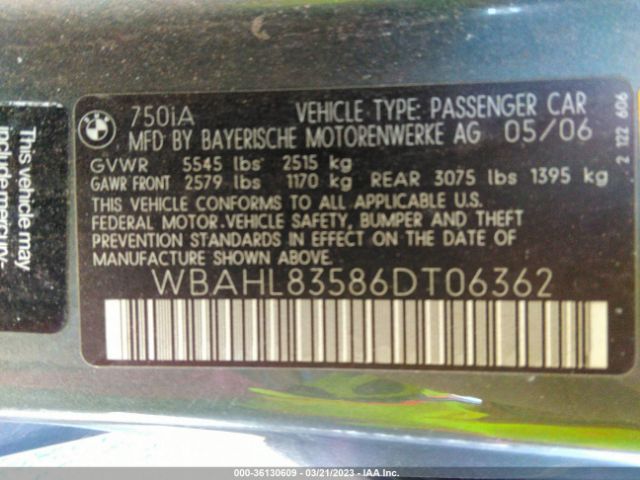 BMW
750iA VEHICLE TYPE: PASSENGER CAR
MFD BY BAYERISCHE MOTORENWERKE AG 05/06
GVWR 5545 lbs 2515 kg
GAWR FRONT 2579 lbs 1170 kg REAR 3075 lbs 1395 kg
THIS VEHICLE CONFORMS TO ALL APPLICABLE U.S.
FEDERAL MOTOR VEHICLE SAFETY, BUMPER AND THEFT
PREVENTION STANDARDS IN EFFECT ON THE DATE OF
MANUFACTURE SHOWN ABOVE.
WBAHL83586DT06362
2 122 606
This vehicle may
include mercury-
000-36130609 - 03/21/2023 - IAA Inc.